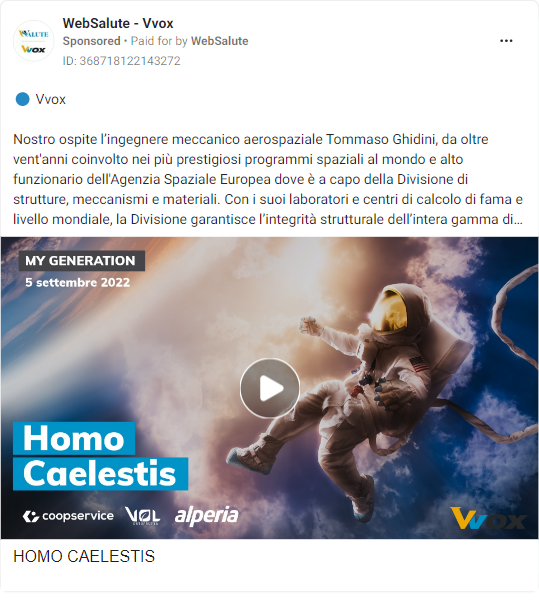 WebSalute - Vvox
Sponsored • Paid for by WebSalute
ID: 368718122143272
Vvox
Nostro ospite l’ingegnere meccanico aerospaziale Tommaso Ghidini, da oltre
vent'anni coinvolto nei più prestigiosi programmi spaziali al mondo e alto
funzionario dell'Agenzia Spaziale Europea dove è a capo della Divisione di
strutture, meccanismi e materiali. Con i suoi laboratori e centri di calcolo di fama e
livello mondiale, la Divisione garantisce l’integrità strutturale dell’intera gamma di...
MY GENERATION
5 settembre 2022
Homo
Caelestis
coopservice
alperia
Vvox
HOMO CAELESTIS